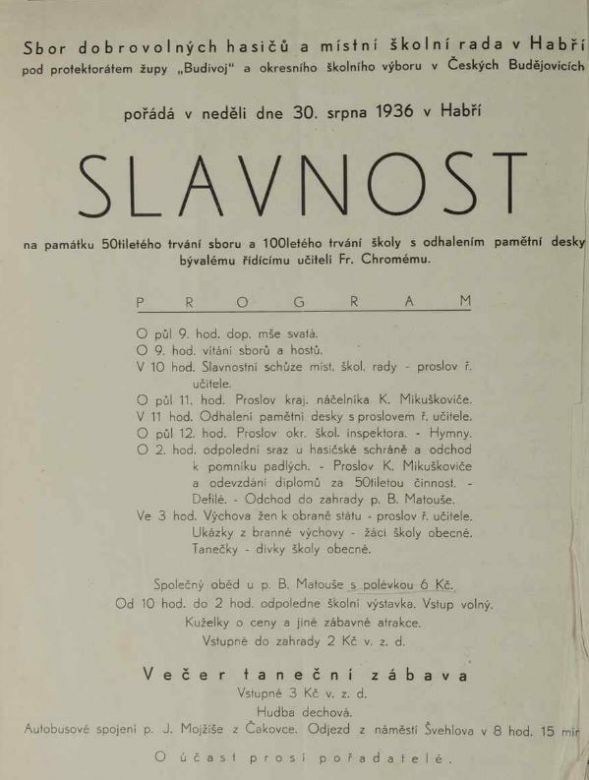 Sbor dobrovolných hasičů a místní školní rada v Habří
pod protektorátem župy „Budivoj" a okresního školního výboru v Českých Budějovicích
pořádá v neděli dne 30. srpna 1936 v Habří
SLAVNOST
na památku 50tiletého trvání sboru a 100letého trvání školy s odhalením pamětní desky
bývalému řídícímu učiteli Fr. Chromému.
PROGRAM
O půl 9. hod. dop. mše svatá.
O 9. hod. vítání sborů a hostů.
V 10 hod. Slavnostní schůze míst. škol. rady - proslov ř.
učitele.
O půl 11. hod. Proslov kraj. náčelníka K. Mikuškoviče.
V 11 hod. Odhalení pamětní desky s proslovem ř. učitele.
O půl 12. hod. Proslov okr. škol. inspektora. - Hymny.
O 2. hod. odpolední sraz u hasičské schráně a odchod
k pomníku padlých. - Proslov K. Mikuškoviče
a odevzdání diplomů za 50tiletou činnost. -
Defilé. - Odchod do zahrady p. B. Matouše.
Ve 3 hod. Výchova žen k obraně státu - proslov ř. učitele.
Ukázky z branné výchovy - žáci školy obecné.
Tanečky - dívky školy obecné.
Společný oběd u p. B. Matouše s polévkou 6 Kč.
Od 10 hod. do 2 hod. odpoledne školní výstavka. Vstup volný.
Kuželky o ceny a jiné zábavné atrakce.
Vstupné do zahrady 2 Kč v. z. d.
Večer taneční zábava
Vstupné 3 Kč v. z. d.
Hudba dechová.
Autobusové spojení p. J. Mojžíše z Čakovce. Odjezd z náměstí Švehlova v 8 hod. 15 min
O účast prosí pořadatelé.